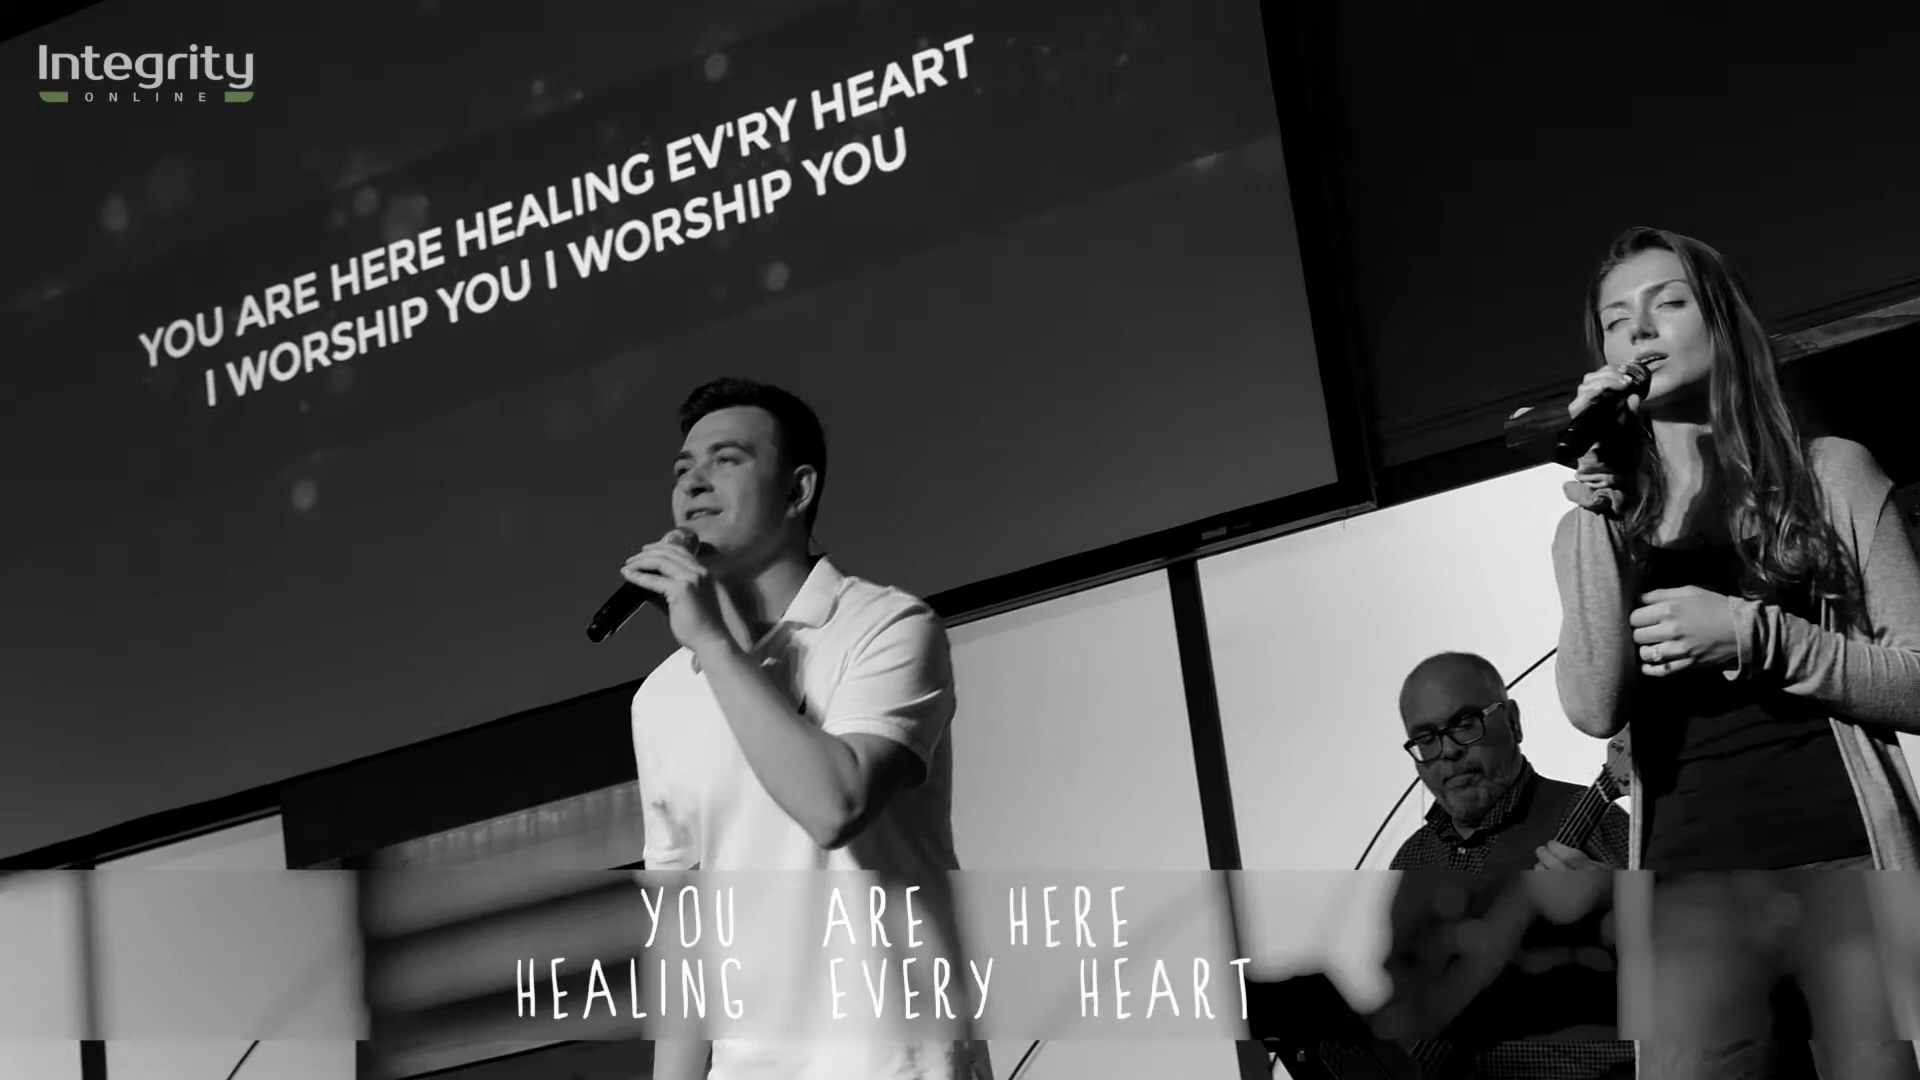 Integrity
ONLINE
YOU ARE HERE HEALING EV'RY HEART
I WORSHIP YOU I WORSHIP YOU
YOU ARE HERE
HEALING EVERY HEART